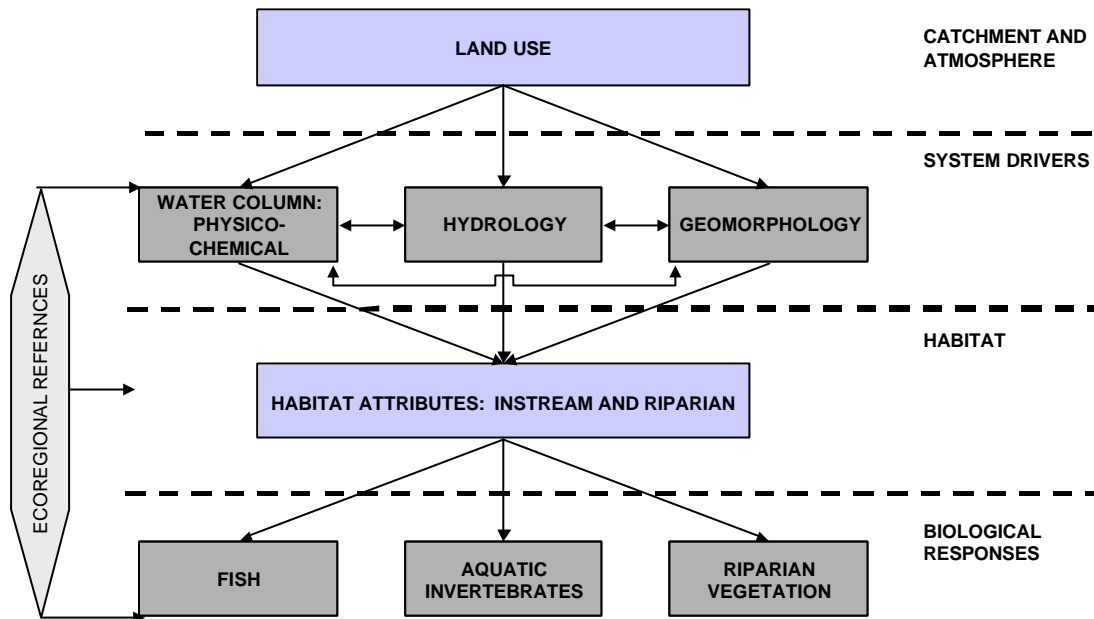 LAND USE
CATCHMENT AND
ATMOSPHERE
SYSTEM DRIVERS
WATER COLUMN:
PHYSICO-
CHEMICAL
HYDROLOGY
GEOMORPHOLOGY
ECOREGIONAL REFERNCES
HABITAT
HABITAT ATTRIBUTES: INSTREAM AND RIPARIAN
BIOLOGICAL
RESPONSES
FISH
AQUATIC
INVERTEBRATES
RIPARIAN
VEGETATION